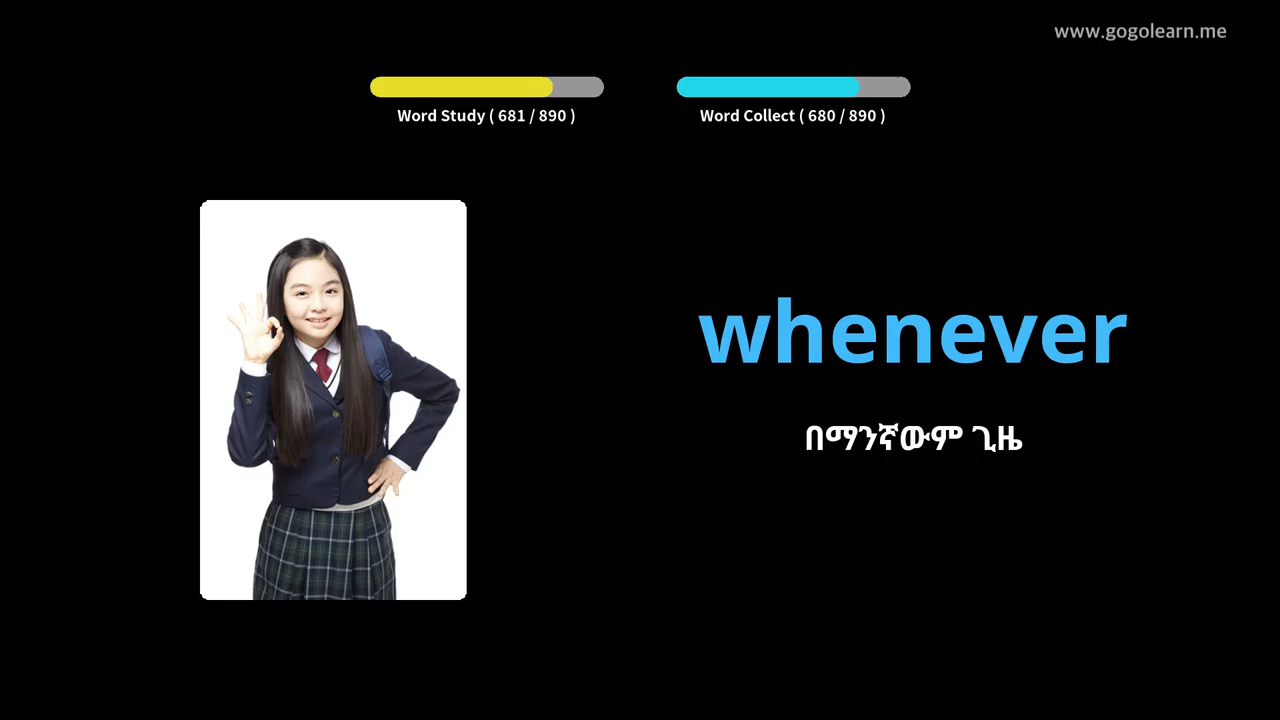 www.gogolearn.me
Word Study ( 681 / 890 )
Word Collect ( 680 / 890 )
whenever
በማንኛውም ጊዜ